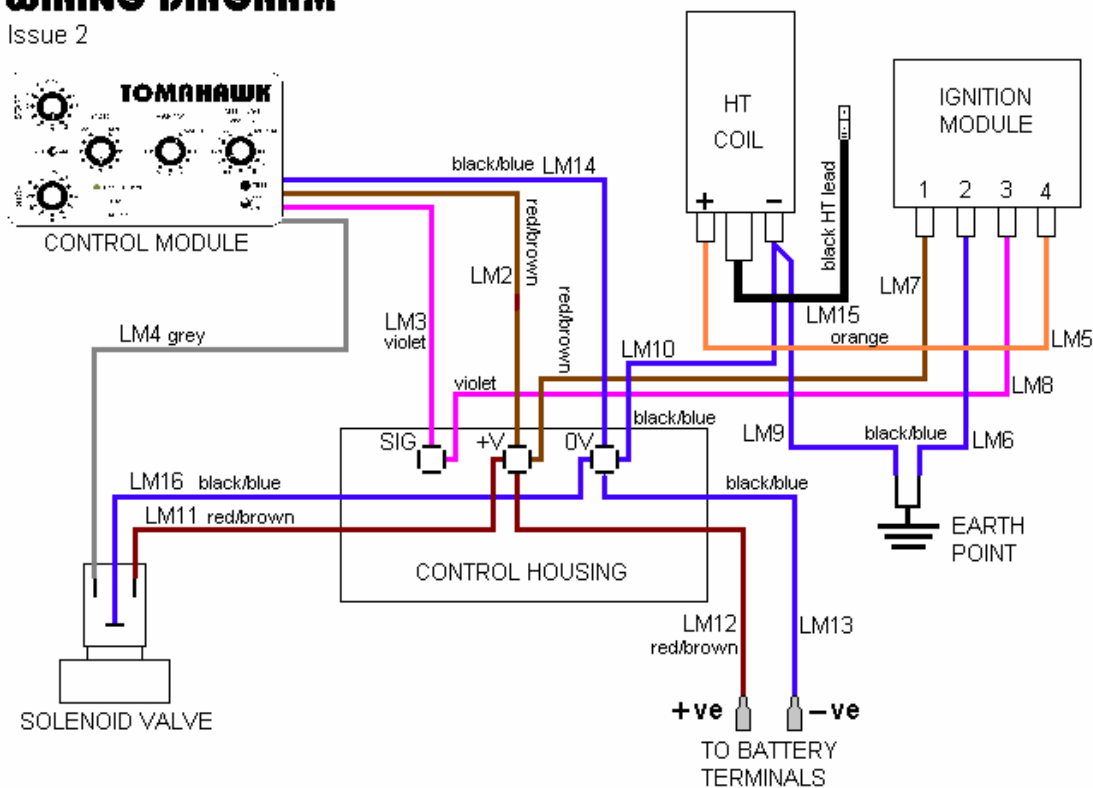 WIRING DIAGRAM
Issue 2
TOMAHAWK
CONTROL MODULE
black/blue LM14
red/brown
LM2
LM3
violet
LM4 grey
HT
COIL
+ −
black HT lead
IGNITION
MODULE
1 2 3 4
LM7
LM15
orange
LM5
red/brown
LM10
LM8
violet
black/blue
LM9
black/blue
LM6
SIG
+V
0V
LM16 black/blue
black/blue
LM11 red/brown
CONTROL HOUSING
EARTH
POINT
LM12
red/brown
LM13
SOLENOID VALVE
+ve
−ve
TO BATTERY
TERMINALS